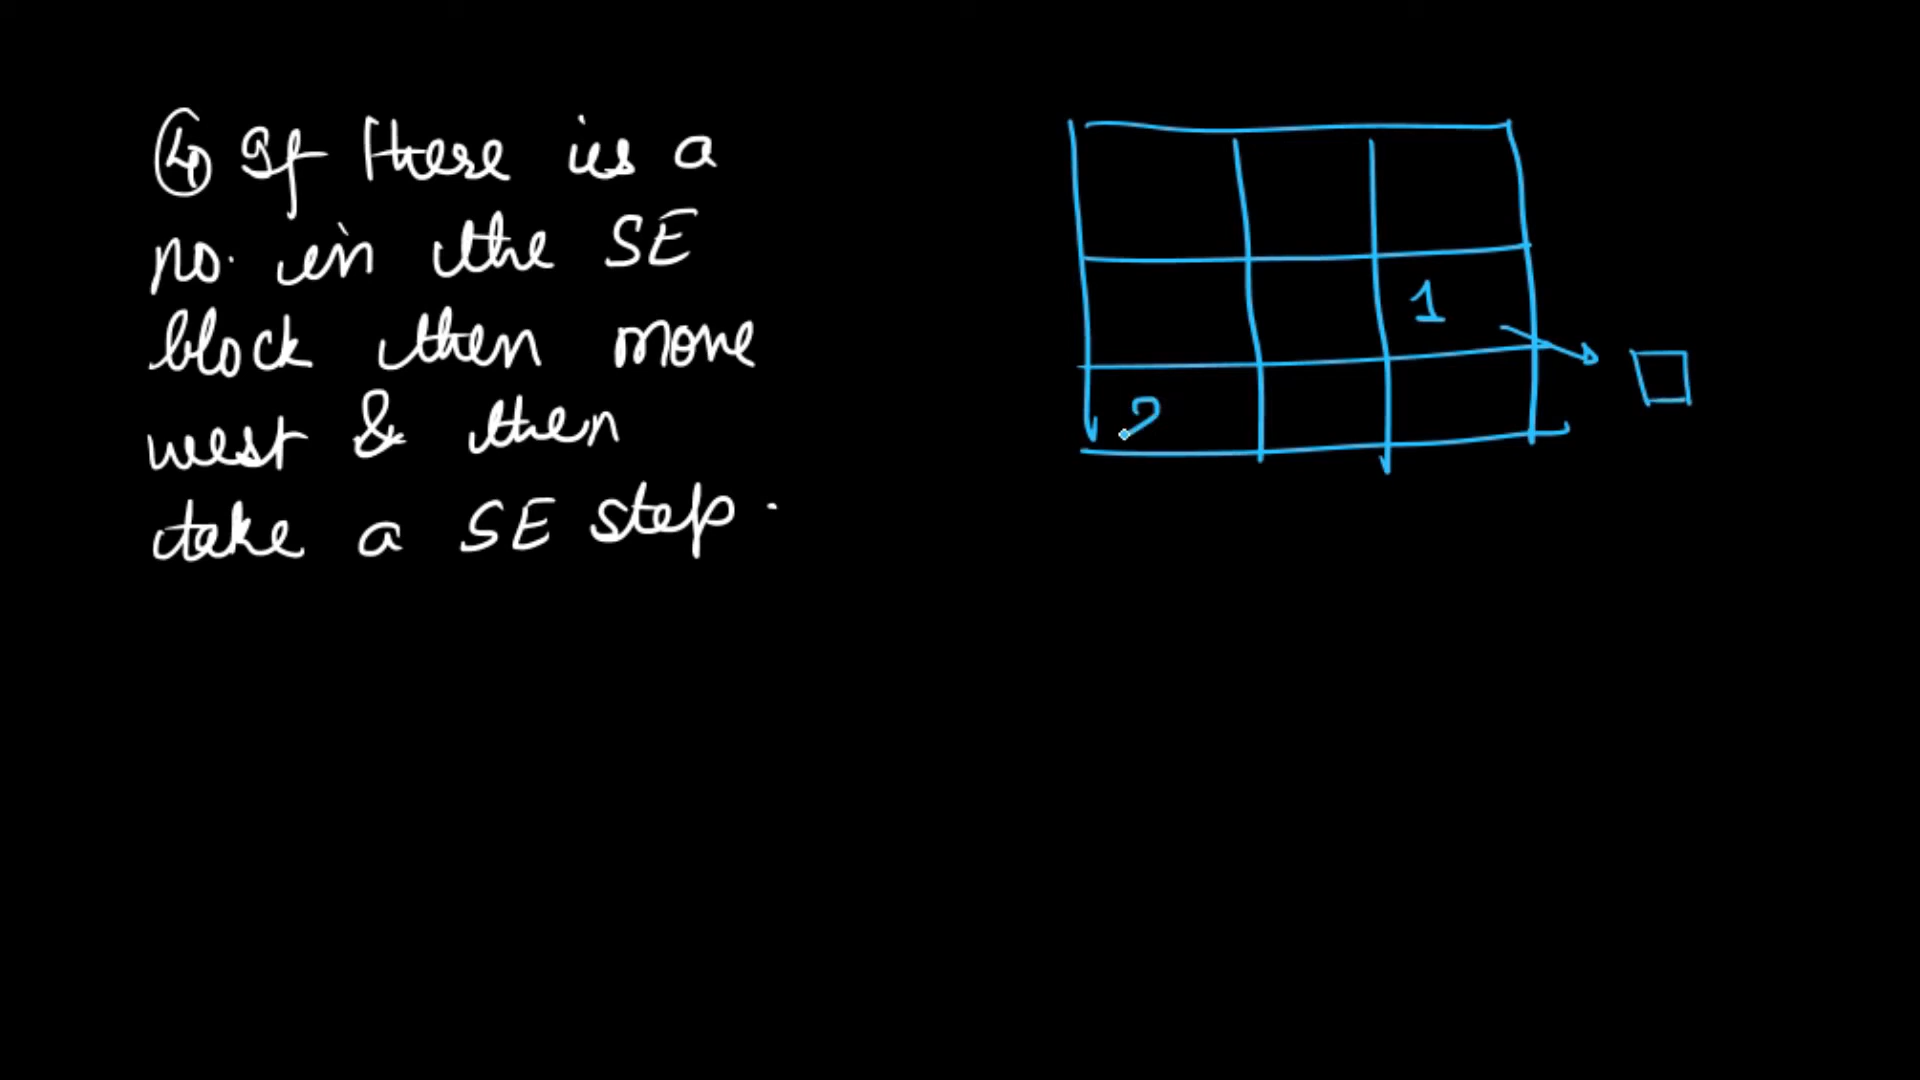 ④ If there is a
no. in the SE
block then move
west & then
take a SE step.
1
2